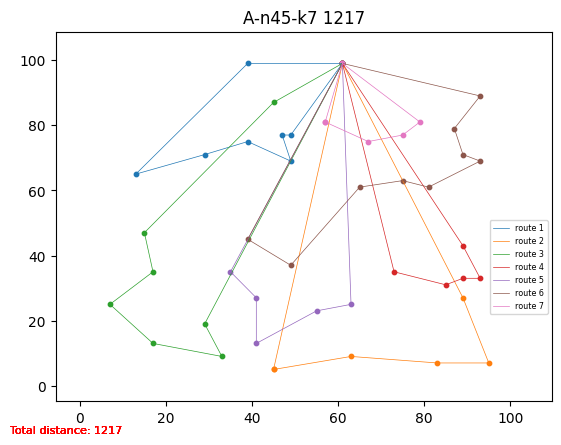 A-n45-k7 1217
100
80
60
40
20
0
0 20 40 60 80 100
route 1
route 2
route 3
route 4
route 5
route 6
route 7
Total distance: 1217